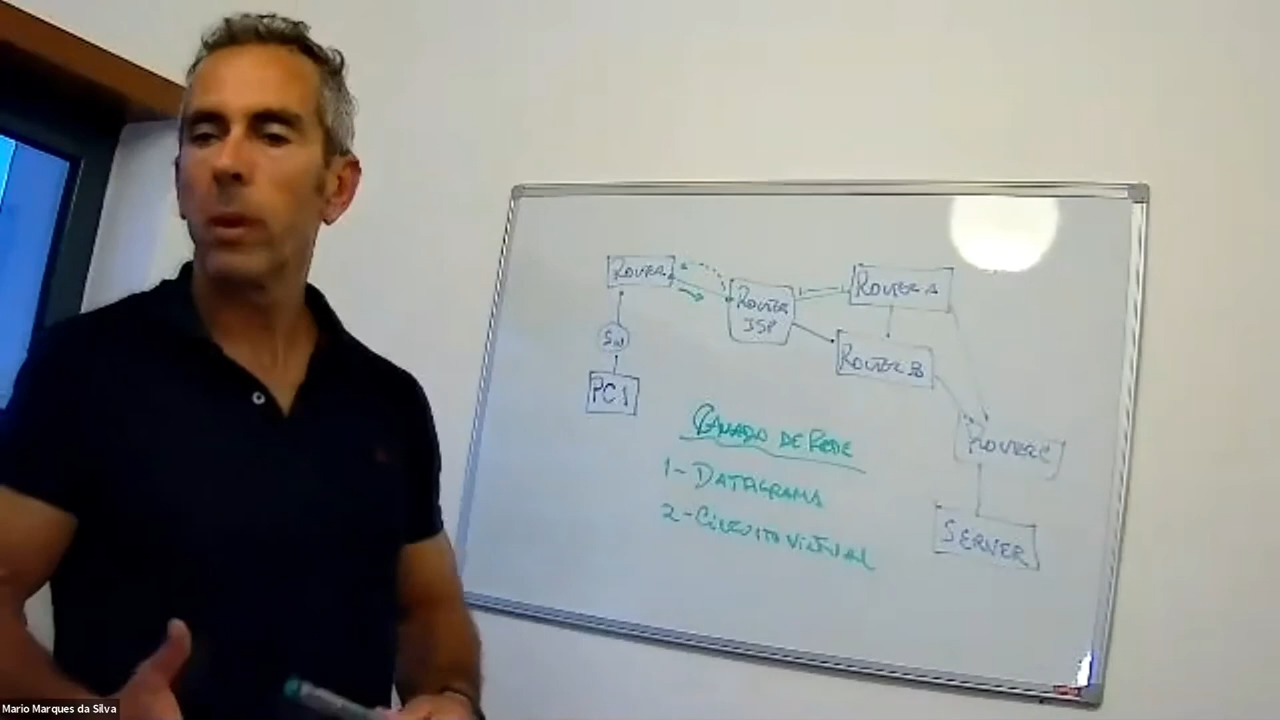 ROUTER
ROUTER
ISP
ROUTER A
SW
ROUTER B
PC1
CAMADA DE REDE
ROUTER C
1- DATAGRAMA
2- CIRCUITO VIRTUAL
SERVER
Mario Marques da Silva